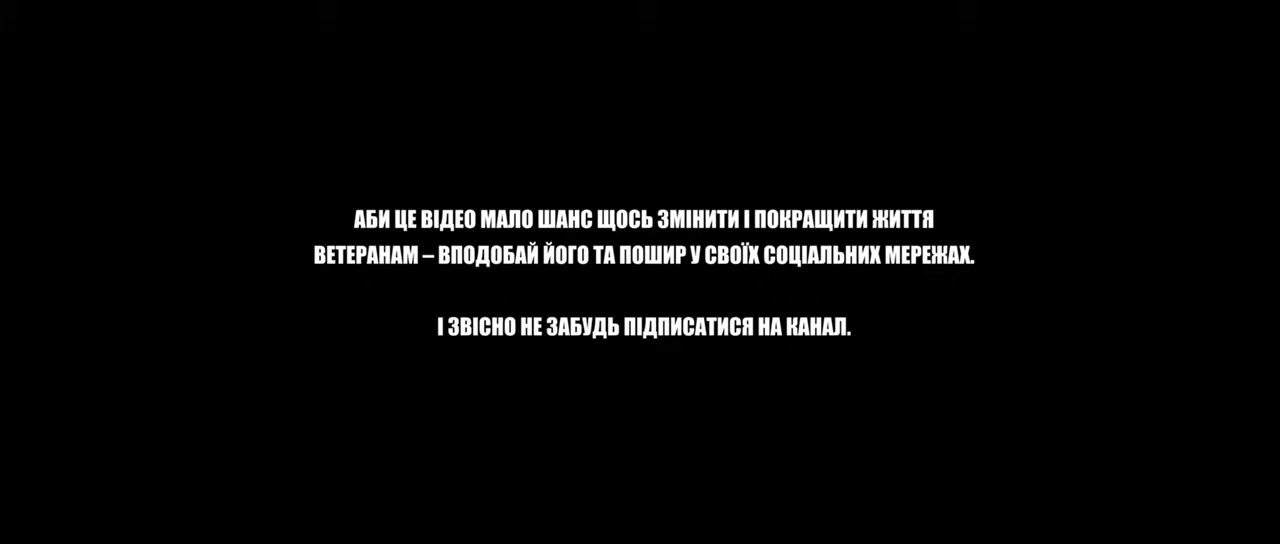 АБИ ЦЕ ВІДЕО МАЛО ШАНС ЩОСЬ ЗМІНИТИ І ПОКРАЩИТИ ЖИТТЯ
ВЕТЕРАНАМ – ВПОДОБАЙ ЙОГО ТА ПОШИР У СВОЇХ СОЦІАЛЬНИХ МЕРЕЖАХ.
І ЗВІСНО НЕ ЗАБУДЬ ПІДПИСАТИСЯ НА КАНАЛ.